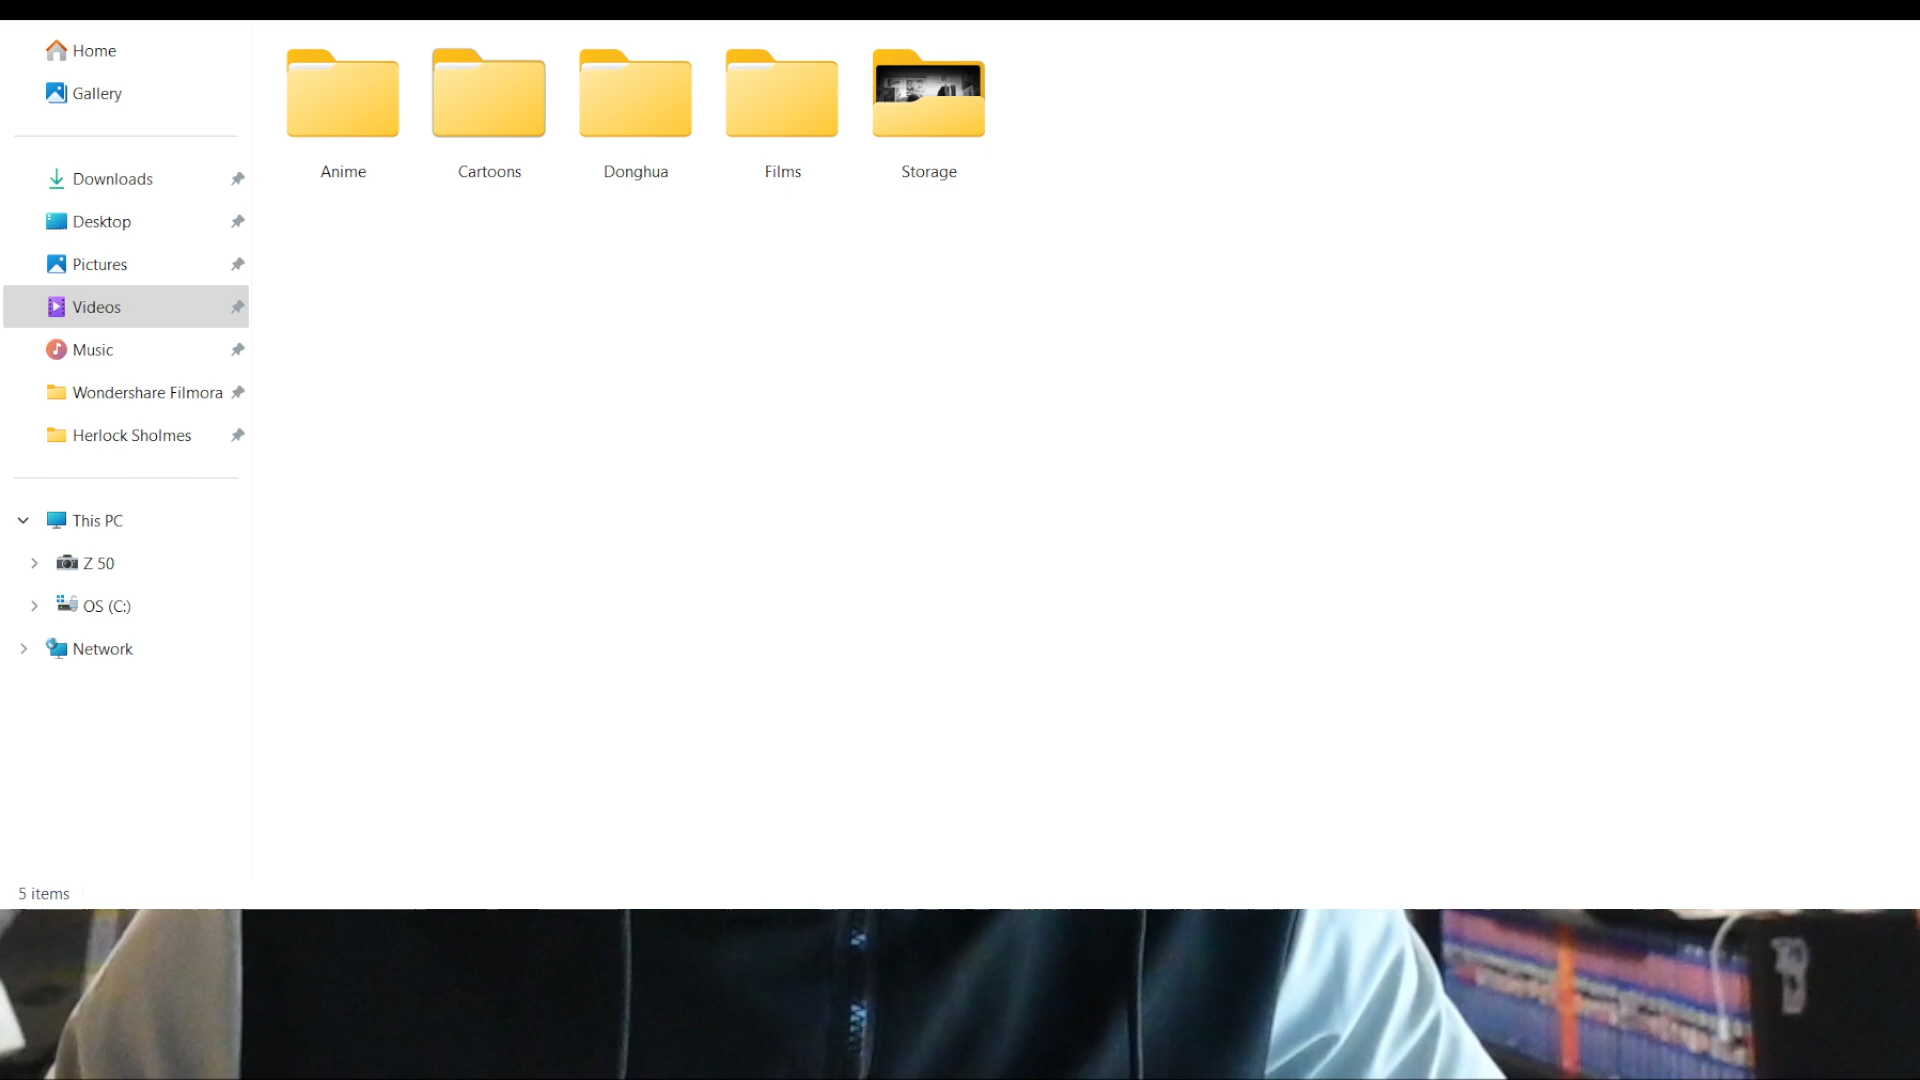 Home
Gallery
Downloads
Desktop
Pictures
Videos
Music
Wondershare Filmora
Herlock Sholmes
This PC
Z 50
OS (C:)
Network
Anime
Cartoons
Donghua
Films
Storage
5 items